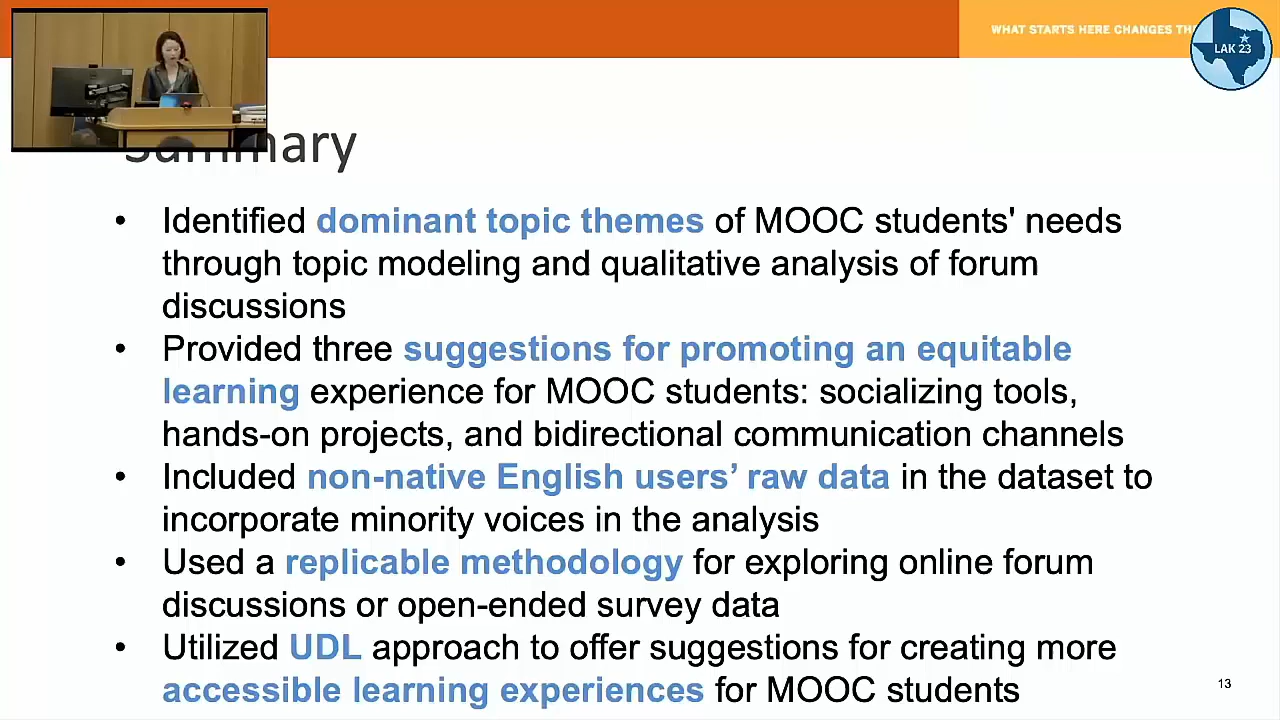 WHAT STARTS HERE CHANGES
LAK 23
Summary
• Identified dominant topic themes of MOOC students' needs
through topic modeling and qualitative analysis of forum
discussions
• Provided three suggestions for promoting an equitable
learning experience for MOOC students: socializing tools,
hands-on projects, and bidirectional communication channels
• Included non-native English users’ raw data in the dataset to
incorporate minority voices in the analysis
• Used a replicable methodology for exploring online forum
discussions or open-ended survey data
• Utilized UDL approach to offer suggestions for creating more
accessible learning experiences for MOOC students
13